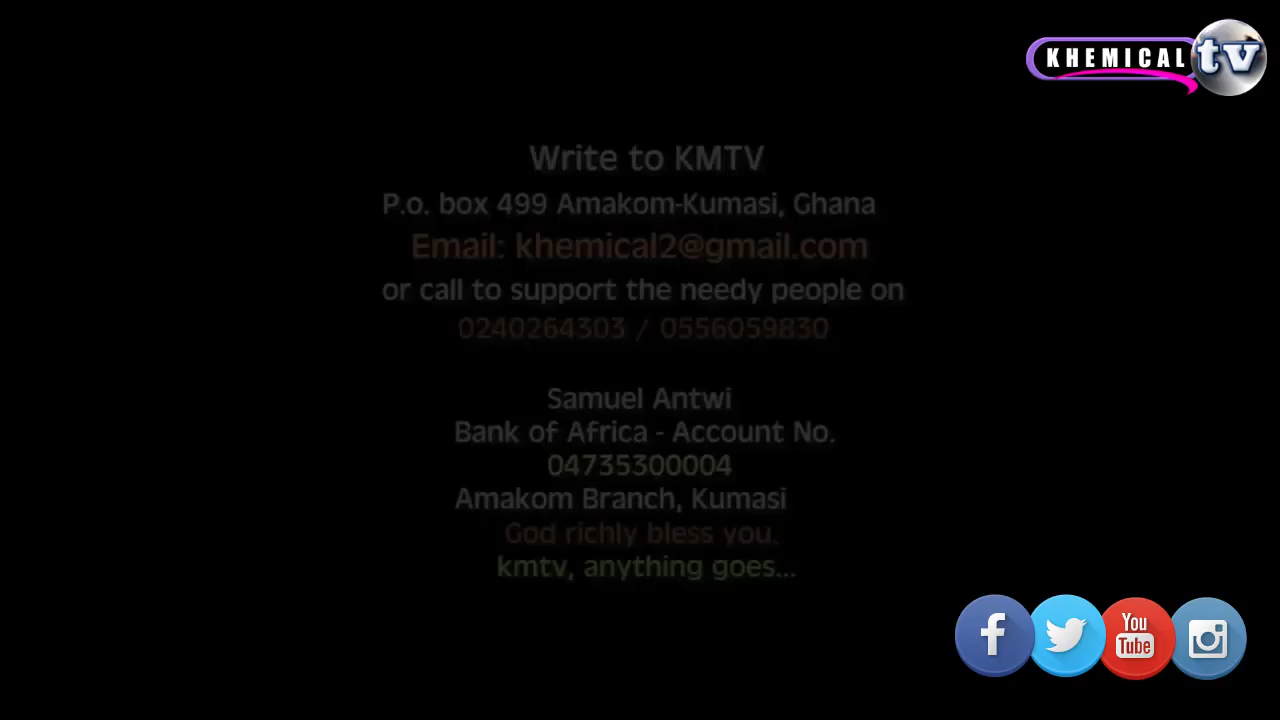 KHEMICAL tv
Write to KMTV
P.o. box 499 Amakom-Kumasi, Ghana
Email: khemical2@gmail.com
or call to support the needy people on
0240264303 / 0556059830
Samuel Antwi
Bank of Africa - Account No.
04735300004
Amakom Branch, Kumasi
God richly bless you.
kmtv, anything goes...
You
Tube